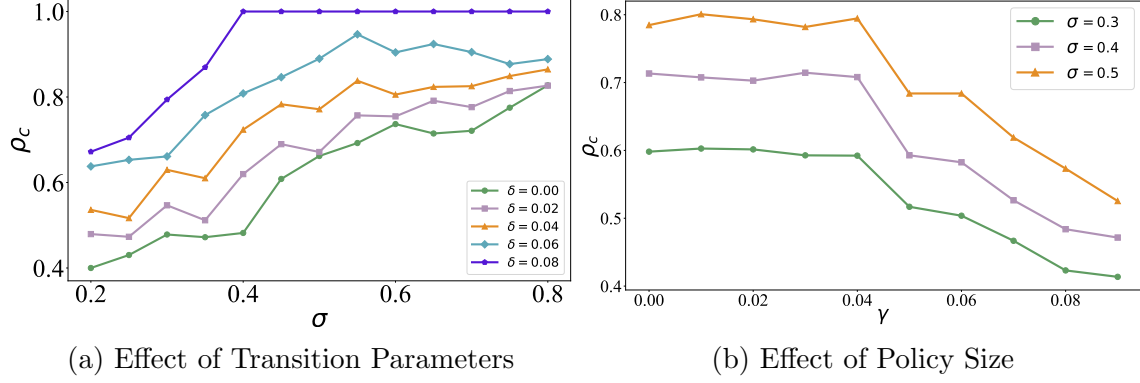 1.0
0.8
0.6
0.4
ρc
0.2
0.4
0.6
0.8
σ
δ = 0.00
δ = 0.02
δ = 0.04
δ = 0.06
δ = 0.08
(a) Effect of Transition Parameters
0.8
0.7
0.6
0.5
0.4
ρc
0.00
0.02
0.04
0.06
0.08
γ
σ = 0.3
σ = 0.4
σ = 0.5
(b) Effect of Policy Size